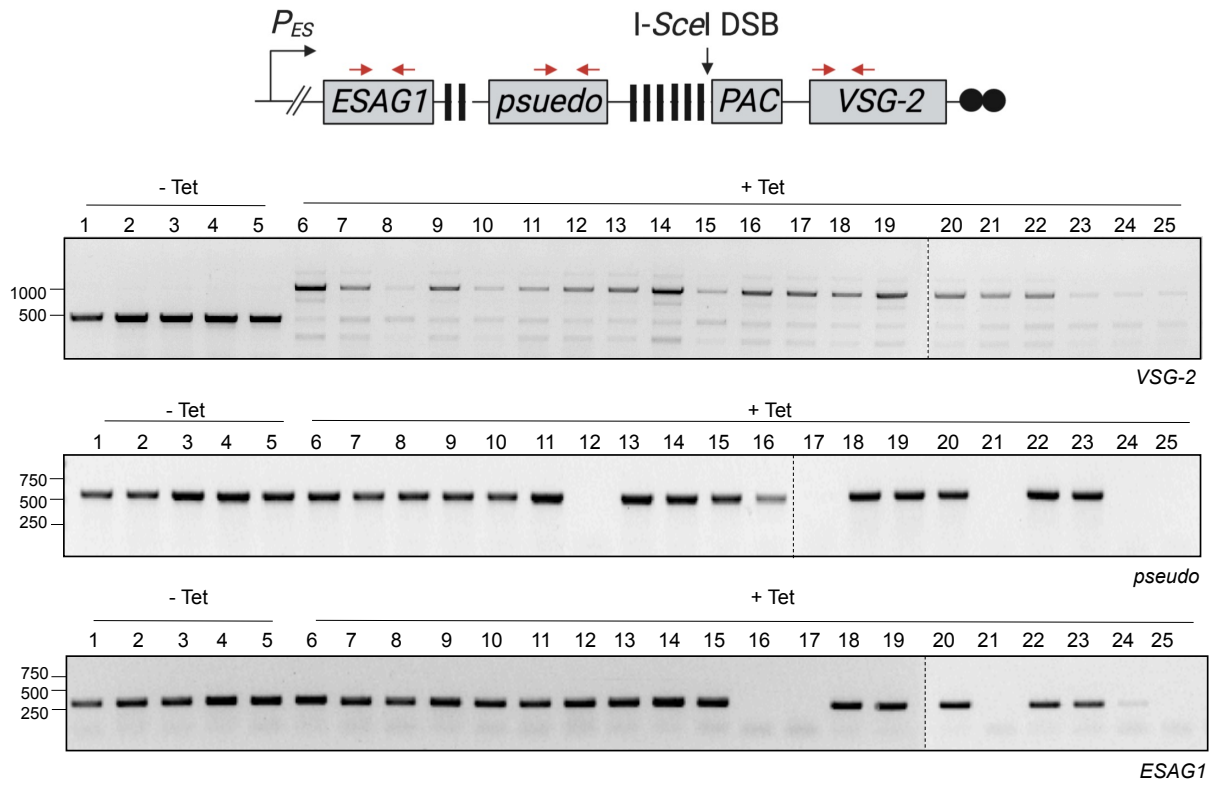 P_ES
I-SceI DSB
ESAG1 psuedo PAC VSG-2
- Tet + Tet
1 2 3 4 5 6 7 8 9 10 11 12 13 14 15 16 17 18 19 20 21 22 23 24 25
1000
500
VSG-2
- Tet + Tet
1 2 3 4 5 6 7 8 9 10 11 12 13 14 15 16 17 18 19 20 21 22 23 24 25
750
500
250
pseudo
- Tet + Tet
1 2 3 4 5 6 7 8 9 10 11 12 13 14 15 16 17 18 19 20 21 22 23 24 25
750
500
250
ESAG1